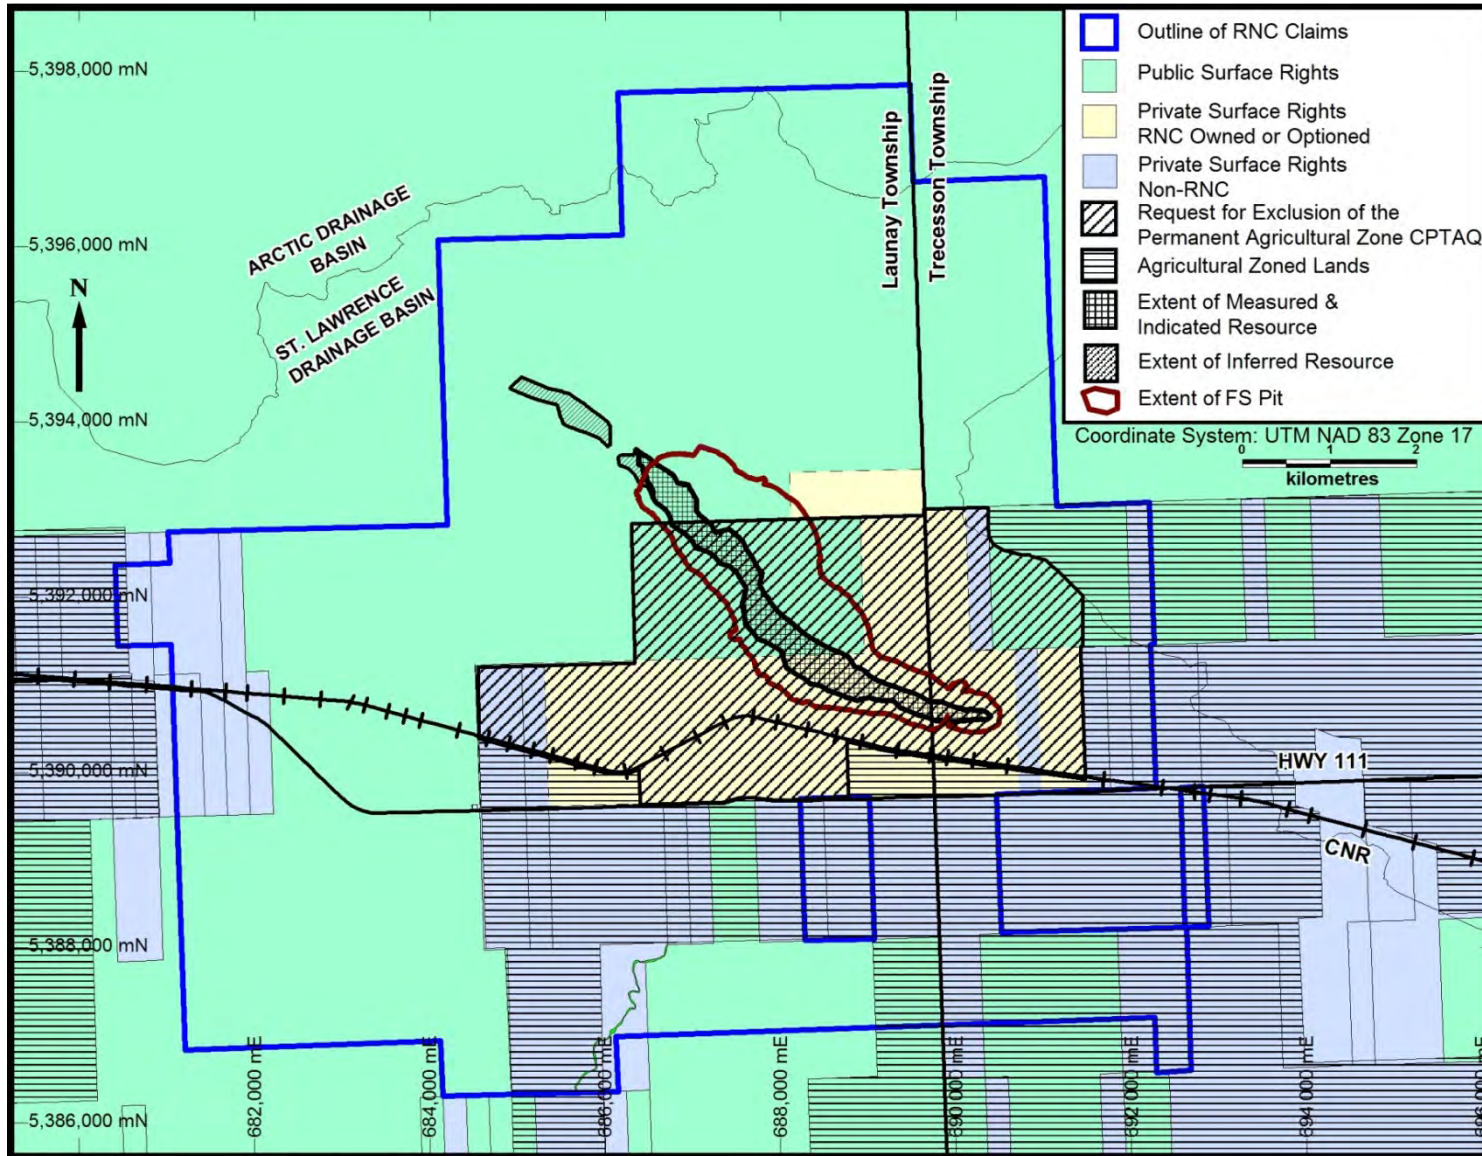 Outline of RNC Claims
Public Surface Rights
Private Surface Rights
RNC Owned or Optioned
Private Surface Rights
Non-RNC
Request for Exclusion of the
Permanent Agricultural Zone CPTAQ
Agricultural Zoned Lands
Extent of Measured &
Indicated Resource
Extent of Inferred Resource
Extent of FS Pit
Coordinate System: UTM NAD 83 Zone 17
0 1 2
kilometres
5,398,000 mN
5,396,000 mN
5,394,000 mN
5,392,000 mN
5,390,000 mN
5,388,000 mN
5,386,000 mN
N
ARCTIC DRAINAGE
BASIN
ST. LAWRENCE
DRAINAGE BASIN
Launay Township
Trecesson Township
HWY 111
CNR
682,000 mE
684,000 mE
686,000 mE
688,000 mE
690,000 mE
692,000 mE
694,000 mE